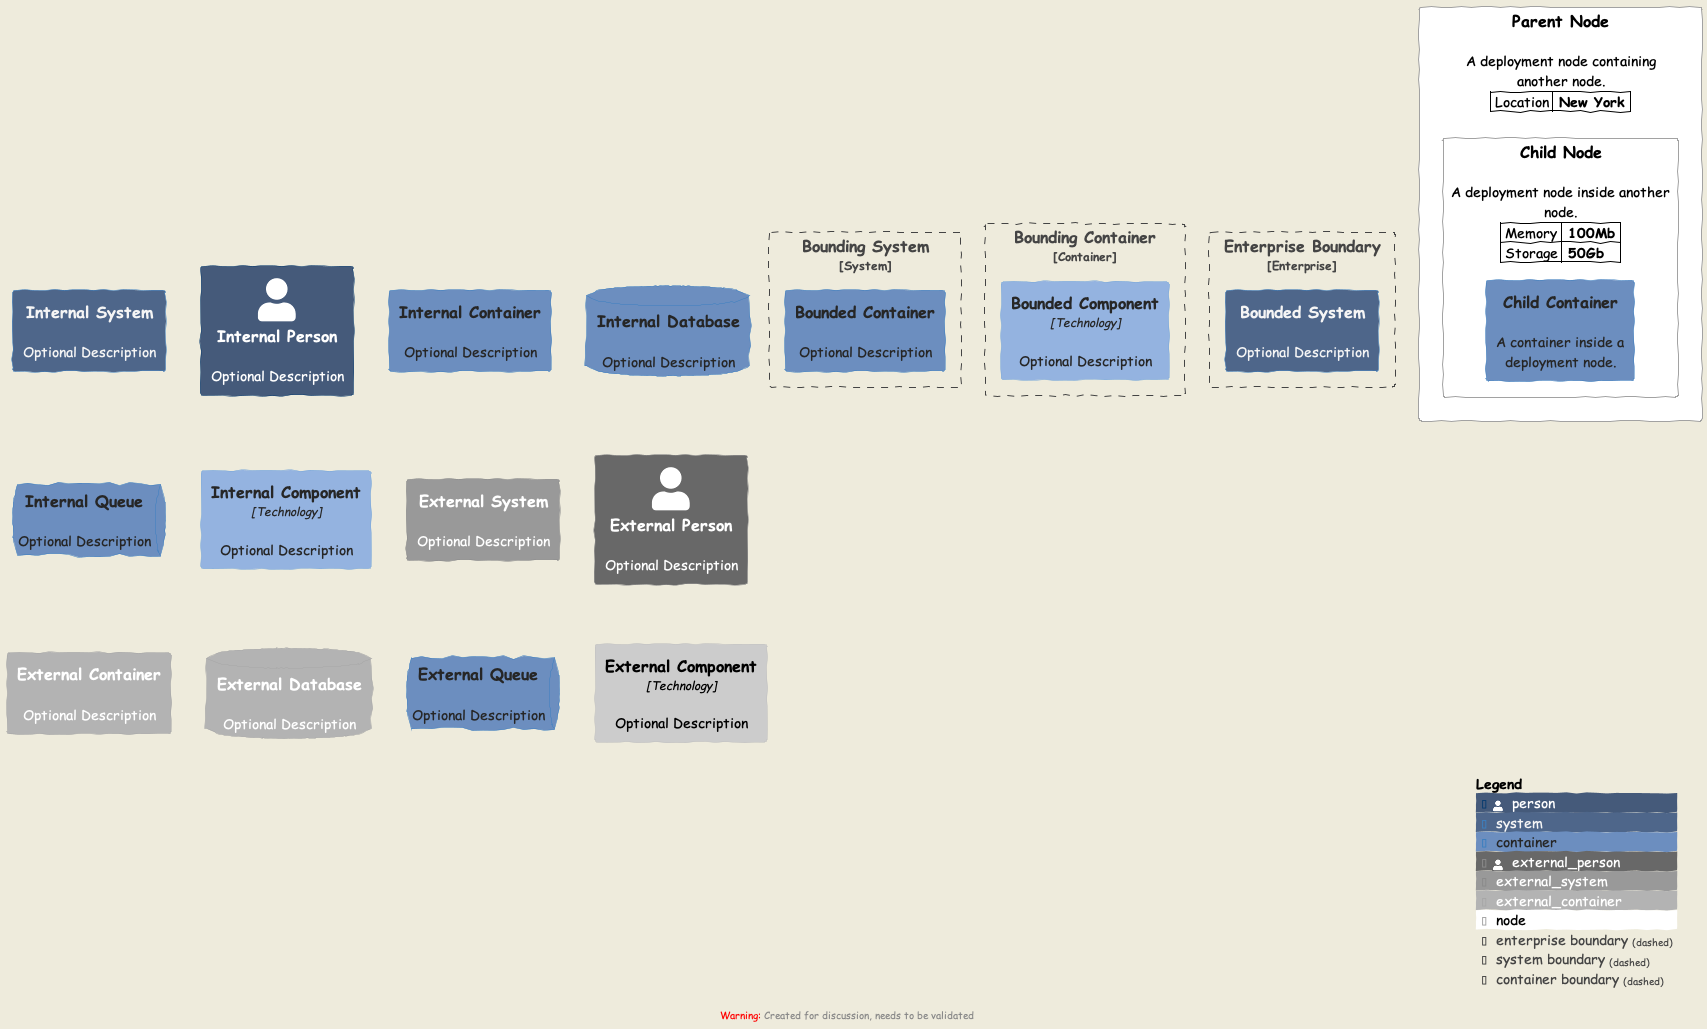 Parent Node
A deployment node containing
another node.
Location New York
Child Node
A deployment node inside another
node.
Memory 100Mb
Storage 50Gb
Child Container
A container inside a
deployment node.
Internal System
Optional Description
Internal Person
Optional Description
Internal Container
Optional Description
Internal Database
Optional Description
Bounding System
[System]
Bounded Container
Optional Description
Bounding Container
[Container]
Bounded Component
[Technology]
Optional Description
Enterprise Boundary
[Enterprise]
Bounded System
Optional Description
Internal Queue
Optional Description
Internal Component
[Technology]
Optional Description
External System
Optional Description
External Person
Optional Description
External Container
Optional Description
External Database
Optional Description
External Queue
Optional Description
External Component
[Technology]
Optional Description
Legend
person
system
container
external_person
external_system
external_container
node
enterprise boundary (dashed)
system boundary (dashed)
container boundary (dashed)
Warning: Created for discussion, needs to be validated